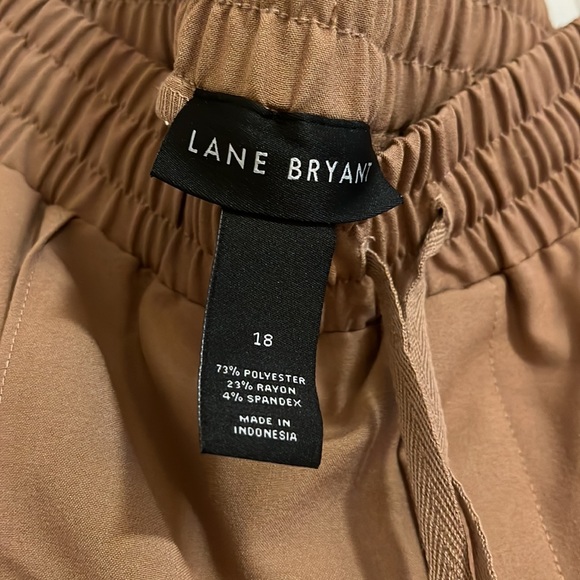 LANE BRYANT
18
73% POLYESTER
23% RAYON
4% SPANDEX
MADE IN
INDONESIA